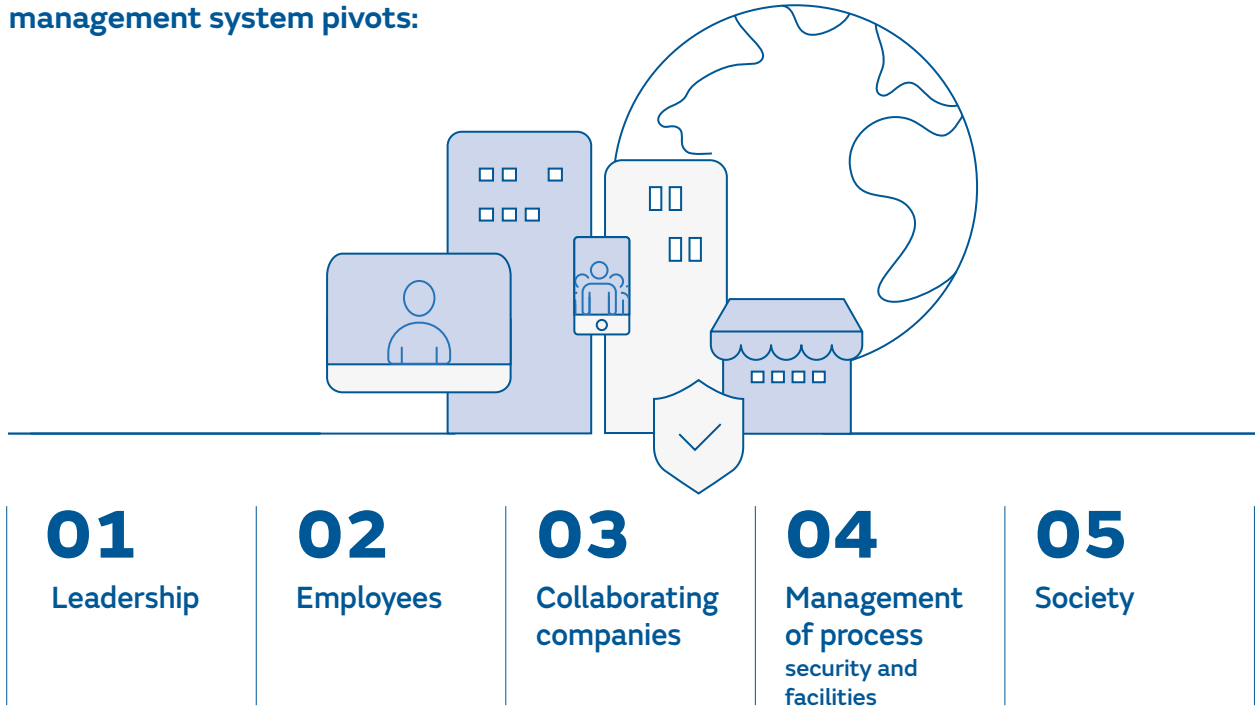 management system pivots:
01
Leadership
02
Employees
03
Collaborating
companies
04
Management
of process
security and
facilities
05
Society